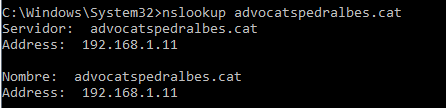 C:\Windows\System32>nslookup advocatspedralbes.cat
Servidor:  advocatspedralbes.cat
Address:  192.168.1.11

Nombre:  advocatspedralbes.cat
Address:  192.168.1.11